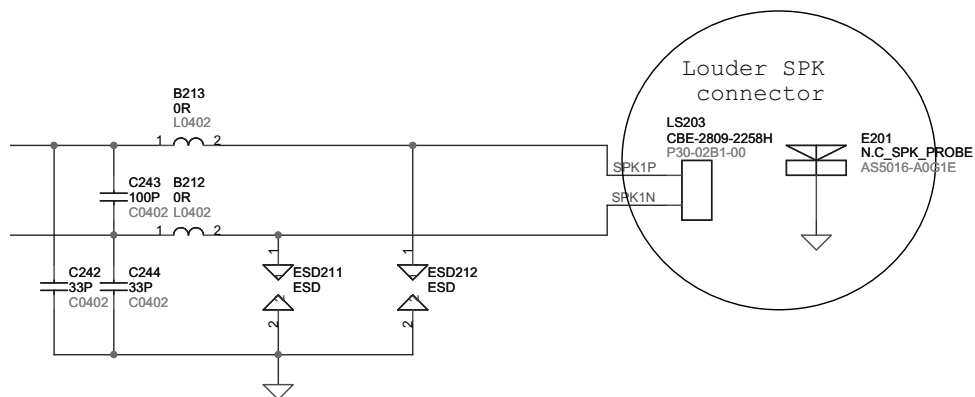 Louder SPK
connector
B213
0R
L0402
1 2
LS203
CBE-2809-2258H
P30-02B1-00
E201
N.C_SPK_PROBE
AS5016-A0G1E
SPK1P
C243
100P
C0402
B212
0R
L0402
SPK1N
1 2
1
1
C242
33P
C0402
C244
33P
C0402
ESD211
ESD
ESD212
ESD
2
2